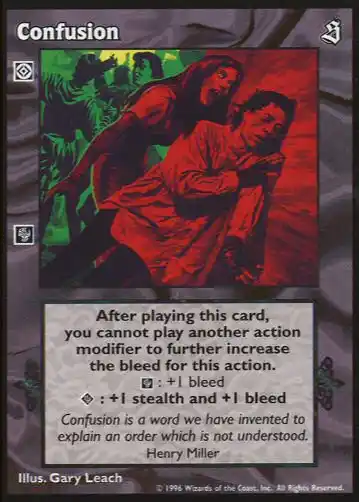 Confusion
After playing this card,
you cannot play another action
modifier to further increase
the bleed for this action.
: +1 bleed
: +1 stealth and +1 bleed
Confusion is a word we have invented to
explain an order which is not understood.
Henry Miller
Illus. Gary Leach
© 1996 Wizards of the Coast, Inc. All Rights Reserved.